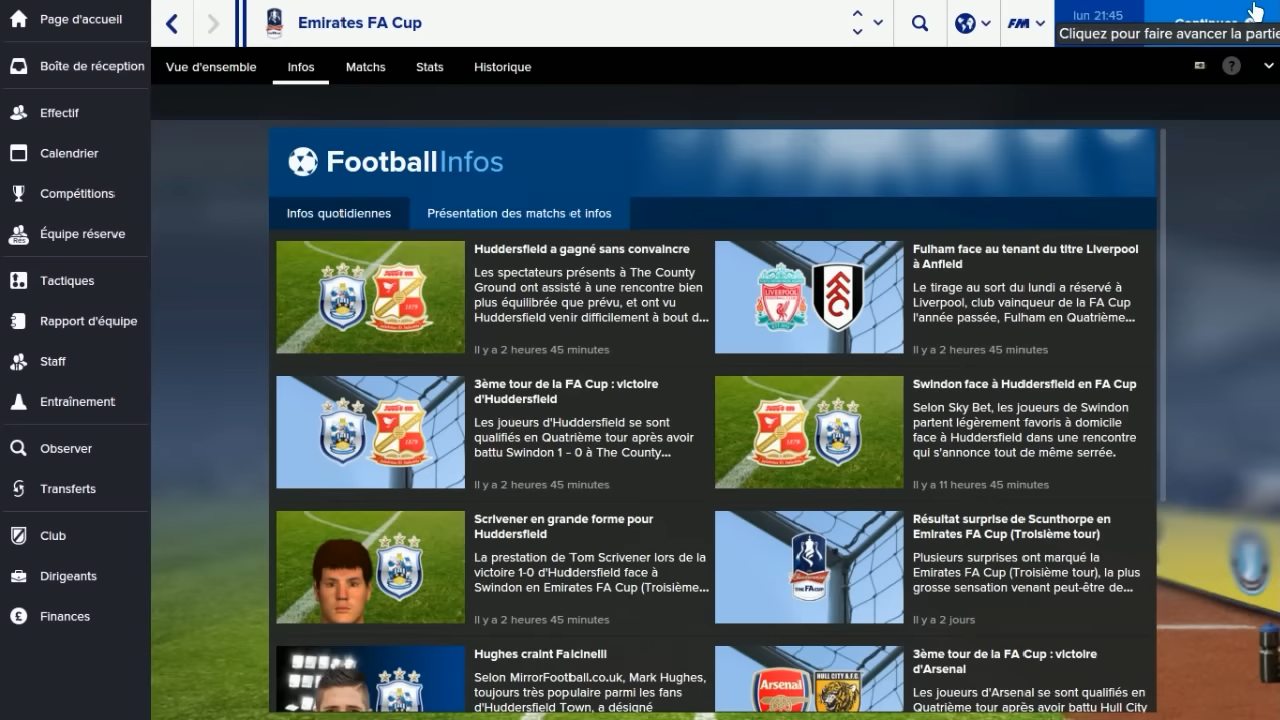 Page d'accueil
Boîte de réception
Effectif
Calendrier
Compétitions
Rés
Équipe réserve
Tactiques
Rapport d'équipe
Staff
Entraînement
Observer
Transferts
Club
Dirigeants
Finances
Emirates FA Cup
FM
lun 21:45
Continuer
Cliquez pour faire avancer la partie
Vue d'ensemble
Infos
Matchs
Stats
Historique
FootballInfos
Infos quotidiennes
Présentation des matchs et infos
Huddersfield a gagné sans convaincre
Les spectateurs présents à The County
Ground ont assisté à une rencontre bien
plus équilibrée que prévu, et ont vu
Huddersfield venir difficilement à bout d...
Il y a 2 heures 45 minutes
LIVERPOOL
Fulham face au tenant du titre Liverpool
à Anfield
Le tirage au sort du lundi a réservé à
Liverpool, club vainqueur de la FA Cup
l'année passée, Fulham en Quatrième...
Il y a 2 heures 45 minutes
3ème tour de la FA Cup : victoire
d'Huddersfield
Les joueurs d'Huddersfield se sont
qualifiés en Quatrième tour après avoir
battu Swindon 1 - 0 à The County...
Il y a 2 heures 45 minutes
Swindon face à Huddersfield en FA Cup
Selon Sky Bet, les joueurs de Swindon
partent légèrement favoris à domicile
face à Huddersfield dans une rencontre
qui s'annonce tout de même serrée.
Il y a 11 heures 45 minutes
Scrivener en grande forme pour
Huddersfield
La prestation de Tom Scrivener lors de la
victoire 1-0 d'Huddersfield face à
Swindon en Emirates FA Cup (Troisième...
Il y a 2 heures 45 minutes
THE FA CUP
Résultat surprise de Scunthorpe en
Emirates FA Cup (Troisième tour)
Plusieurs surprises ont marqué la
Emirates FA Cup (Troisième tour), la plus
grosse sensation venant peut-être de...
Il y a 2 jours
Hughes craint Falcinelli
Selon MirrorFootball.co.uk, Mark Hughes,
toujours très populaire parmi les fans
d'Huddersfield Town, a désigné
Arsenal
HULL CITY A.F.C.
3ème tour de la FA Cup : victoire
d'Arsenal
Les joueurs d'Arsenal se sont qualifiés en
Quatrième tour après avoir battu Hull City